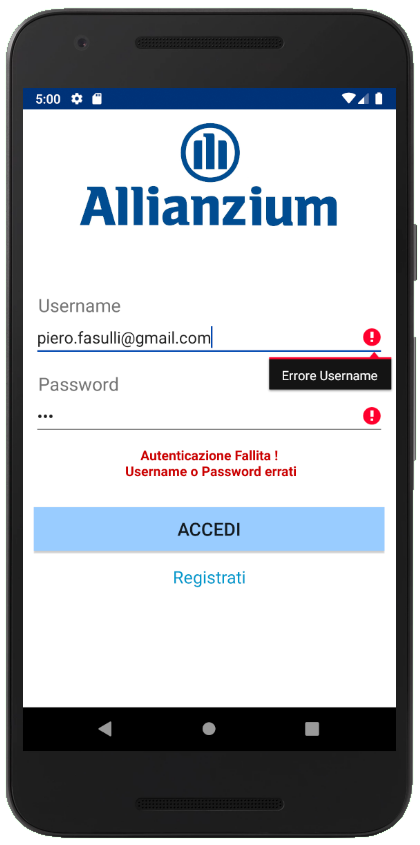 5:00
Allianzium
Username
piero.fasulli@gmail.com
Errore Username
Password
•••
Autenticazione Fallita !
Username o Password errati
ACCEDI
Registrati